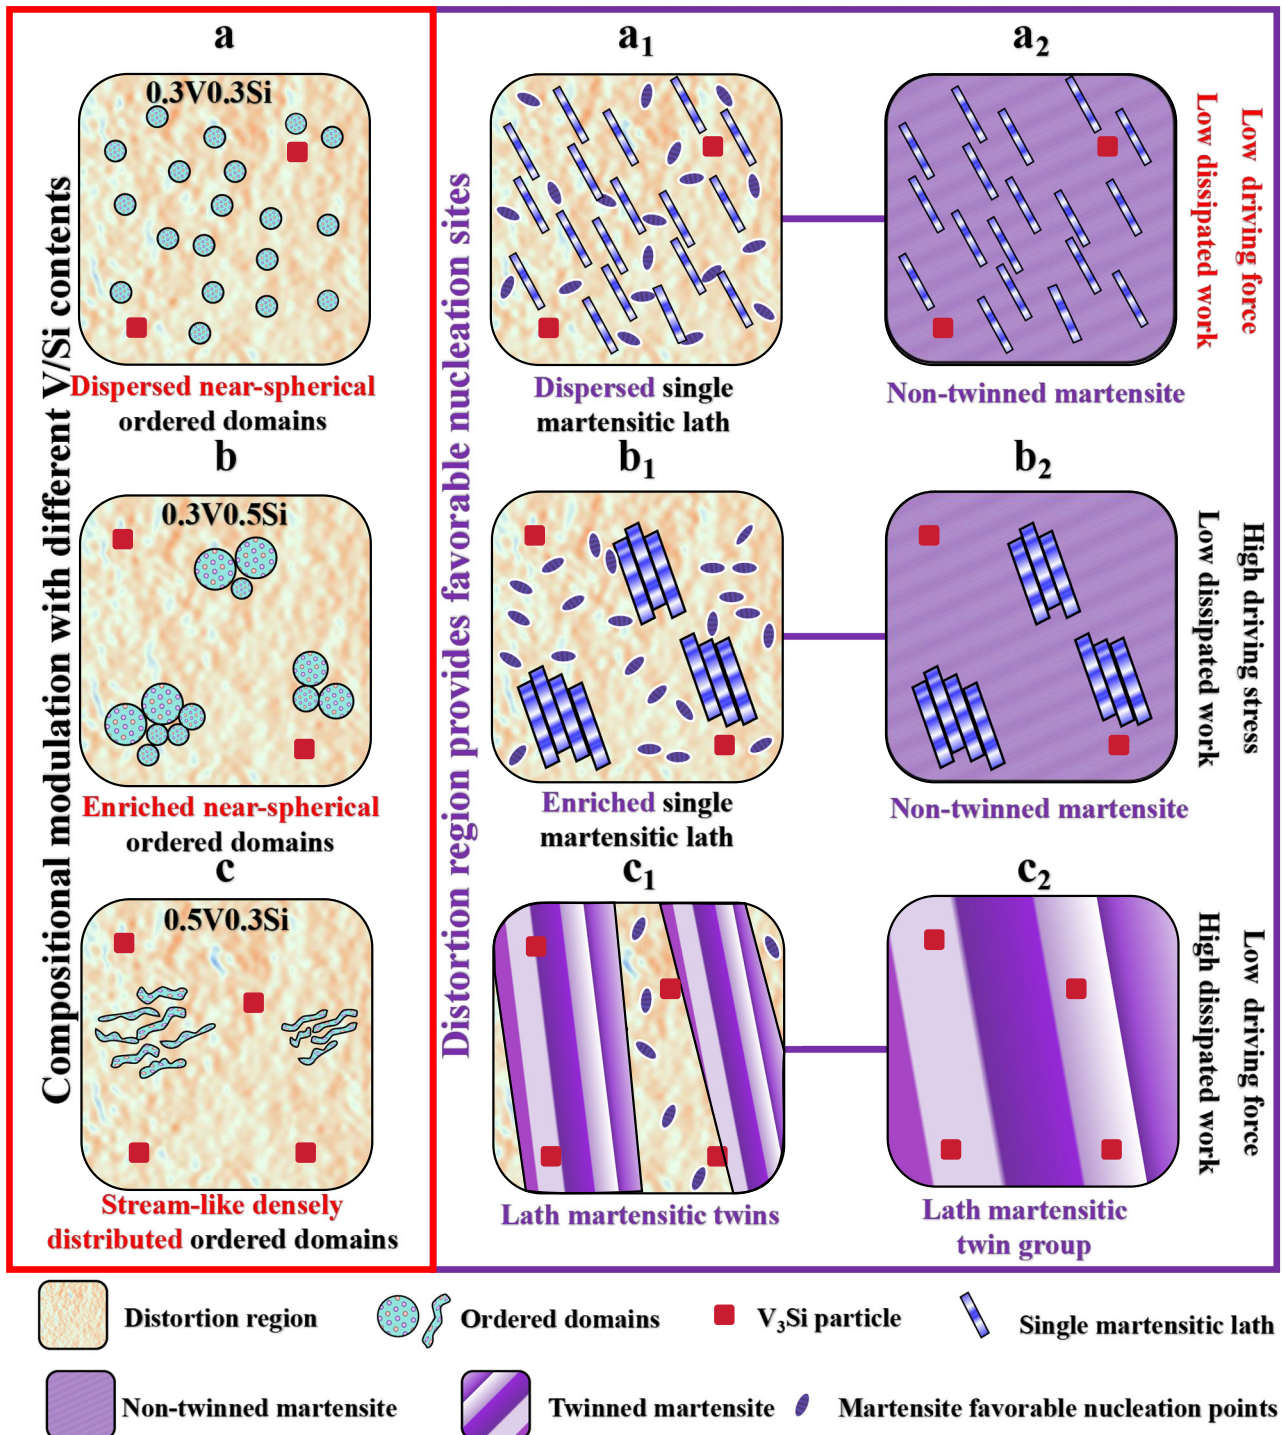 Compositional modulation with different V/Si contents
a
0.3V0.3Si
Dispersed near-spherical
ordered domains
b
0.3V0.5Si
Enriched near-spherical
ordered domains
c
0.5V0.3Si
Stream-like densely
distributed ordered domains
Distortion region provides favorable nucleation sites
a1
Dispersed single
martensitic lath
a2
Non-twinned martensite
Low driving force
Low dissipated work
b1
Enriched single
martensitic lath
b2
Non-twinned martensite
High driving stress
Low dissipated work
c1
Lath martensitic twins
c2
Lath martensitic
twin group
Low driving force
High dissipated work
Distortion region
Ordered domains
V3Si particle
Single martensitic lath
Non-twinned martensite
Twinned martensite
Martensite favorable nucleation points